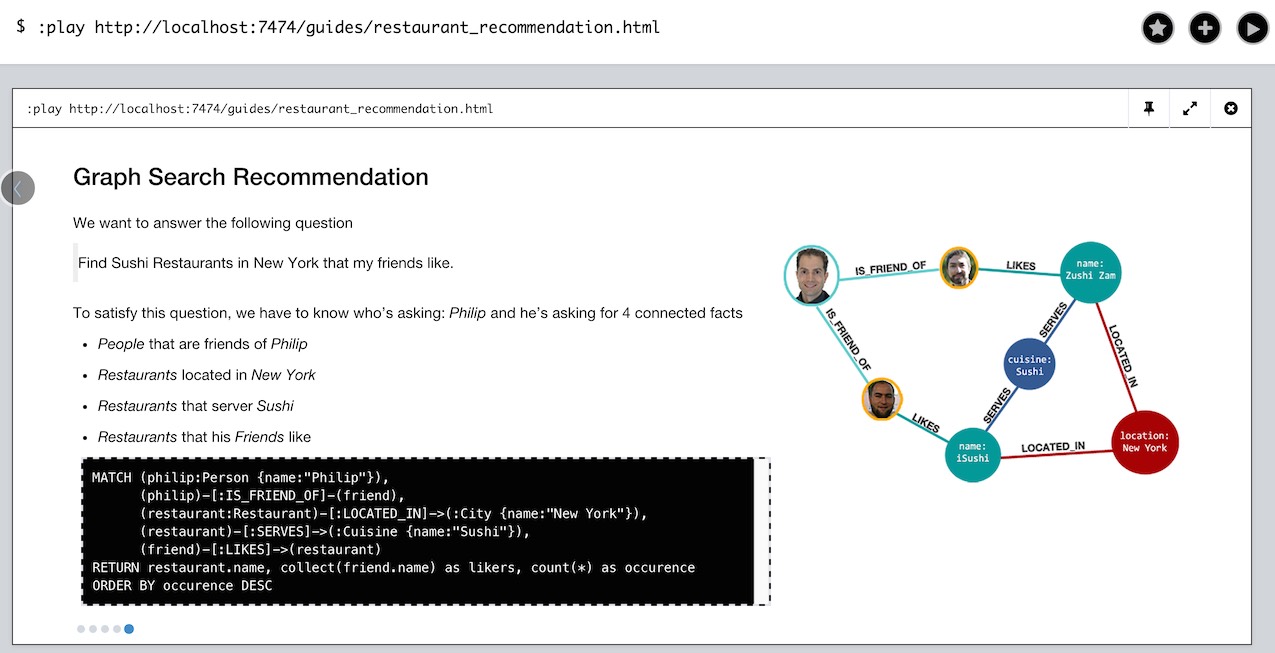 $ :play http://localhost:7474/guides/restaurant_recommendation.html
:play http://localhost:7474/guides/restaurant_recommendation.html
Graph Search Recommendation
We want to answer the following question
Find Sushi Restaurants in New York that my friends like.
To satisfy this question, we have to know who's asking: Philip and he's asking for 4 connected facts
• People that are friends of Philip
• Restaurants located in New York
• Restaurants that server Sushi
• Restaurants that his Friends like
MATCH (philip:Person {name:"Philip"}),
      (philip)-[:IS_FRIEND_OF]-(friend),
      (restaurant:Restaurant)-[:LOCATED_IN]->(:City {name:"New York"}),
      (restaurant)-[:SERVES]->(:Cuisine {name:"Sushi"}),
      (friend)-[:LIKES]->(restaurant)
RETURN restaurant.name, collect(friend.name) as likers, count(*) as occurence
ORDER BY occurence DESC
IS_FRIEND_OF
LIKES
name:
Zushi Zam
IS_FRIEND_OF
SERVES
LOCATED_IN
cuisine:
Sushi
SERVES
LIKES
name:
iSushi
LOCATED_IN
location:
New York